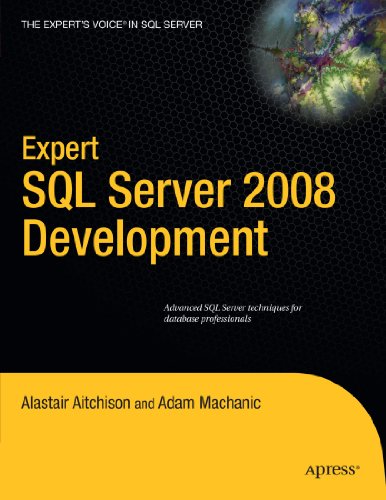 THE EXPERT'S VOICE® IN SQL SERVER
Expert
SQL Server 2008
Development
Advanced SQL Server techniques for
database professionals
Alastair Aitchison and Adam Machanic
Apress®